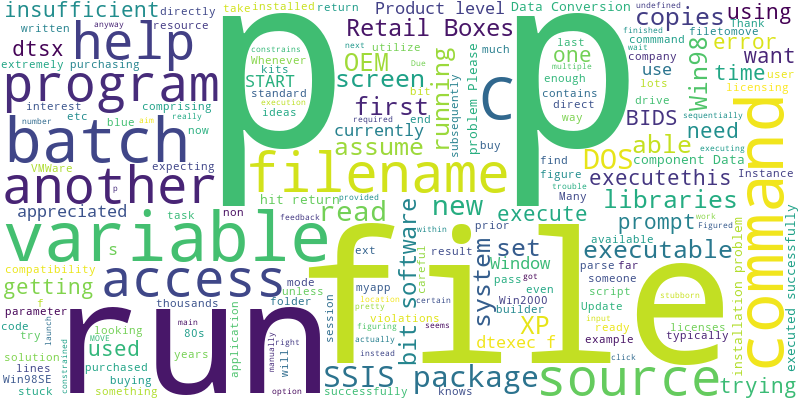 insufficient
directly
resource
written
help
take
installed
return
Product level
Data Conversion
undefined
next
anyway
constrains
Retail Boxes
utilize
much
copies
using
finished
filetomove
Thank
dtsx
extremely purchasing
Whenever
kits
START
standard
ideas
OEM
screen
etc
Due
bit
problem Please
last
one
enough
multiple
commmand
wait
company
error
user
program
interest
comprising
number
blue
execution
required
first
running
subsequently
end
buy
C
contains
direct
way
use
lots
drive
Win98
want
time
licensing
batch
really
now
aim
currently
assume
BIDS
need
sequentially
VMWare
expecting
p
p
filename
DOS
able
component Data
executing
another
find
figure
trouble
Many
executethis
Instance
p
appreciated
hit return
provided
feedback
read
new
execute
libraries
prompt
available
work
Figured
variable
task
non
s
ext
within
careful
prior
result
set
Window
executable
command
compatibility
getting
f
mode
unless
bit software
system
pass
got
even
parse
far
someone
access
thousands
folder
myapp
violations
Win2000
builder
XP
script
Update
stubborn
parameter
main
80s
application
session
location
pretty
certain
input
ready
licenses
code
launch
MOVE
looking
figuring
actually
seems
dtexec f
example
typically
installation problem
executed successfully
try
used
years
will
right
manually
instead
knows
click
solution
lines
constrained
purchased
Win98SE
buying
stuck
something
run
option
SSIS
successfully
package
file
source
trying